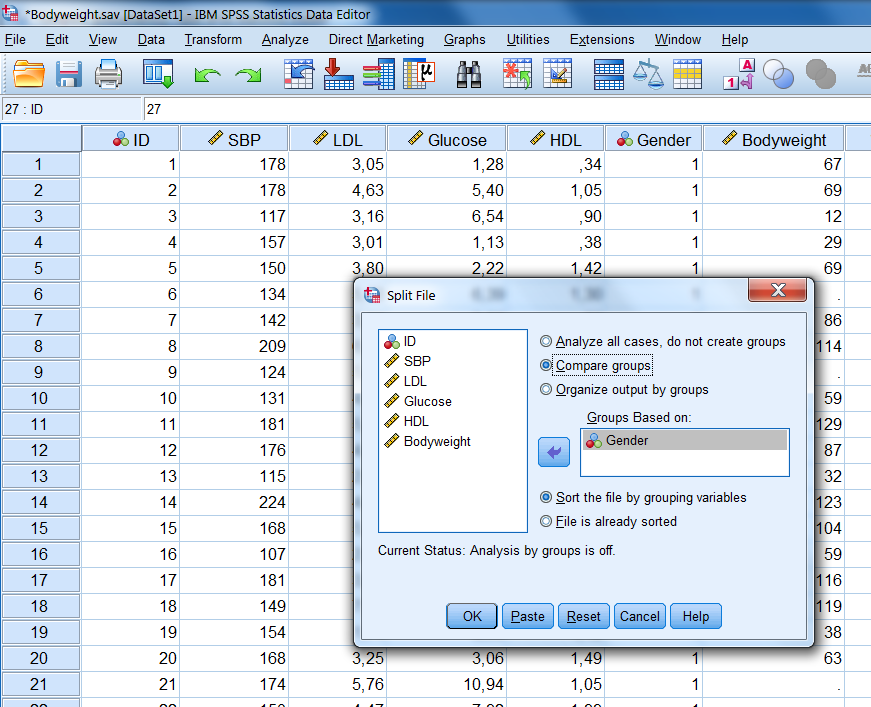 *Bodyweight.sav [DataSet1] - IBM SPSS Statistics Data Editor
File Edit View Data Transform Analyze Direct Marketing Graphs Utilities Extensions Window Help
27 : ID 27
ID SBP LDL Glucose HDL Gender Bodyweight
1 1 178 3,05 1,28 ,34 1 67
2 2 178 4,63 5,40 1,05 1 69
3 3 117 3,16 6,54 ,90 1 12
4 4 157 3,01 1,13 ,38 1 29
5 5 150 3,80 2,22 1,42 1 69
6 6 134 .
7 7 142 86
8 8 209 114
9 9 124 .
10 10 131 59
11 11 181 129
12 12 176 87
13 13 115 32
14 14 224 123
15 15 168 104
16 16 107 59
17 17 181 116
18 18 149 119
19 19 154 38
20 20 168 3,25 3,06 1,49 1 63
21 21 174 5,76 10,94 1,05 1 .
Split File
ID
SBP
LDL
Glucose
HDL
Bodyweight
Analyze all cases, do not create groups
Compare groups
Organize output by groups
Groups Based on:
Gender
Sort the file by grouping variables
File is already sorted
Current Status: Analysis by groups is off.
OK Paste Reset Cancel Help